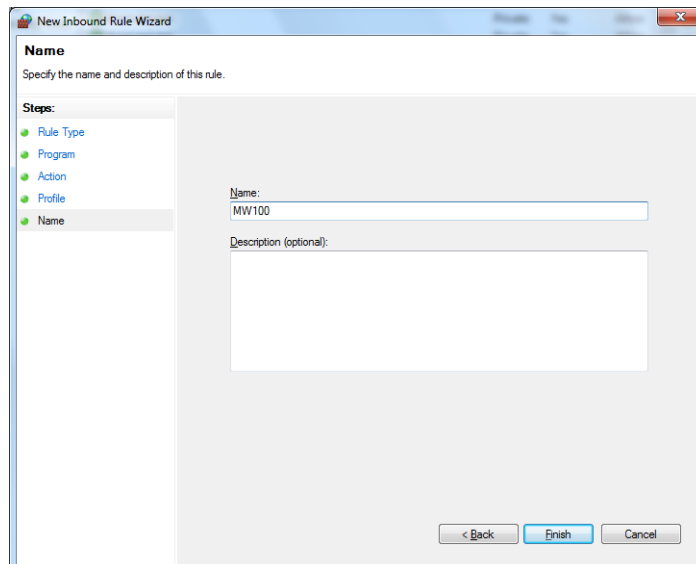 New Inbound Rule Wizard
Name
Specify the name and description of this rule.
Steps:
Rule Type
Program
Action
Profile
Name
Name:
MW100
Description (optional):
< Back
Finish
Cancel